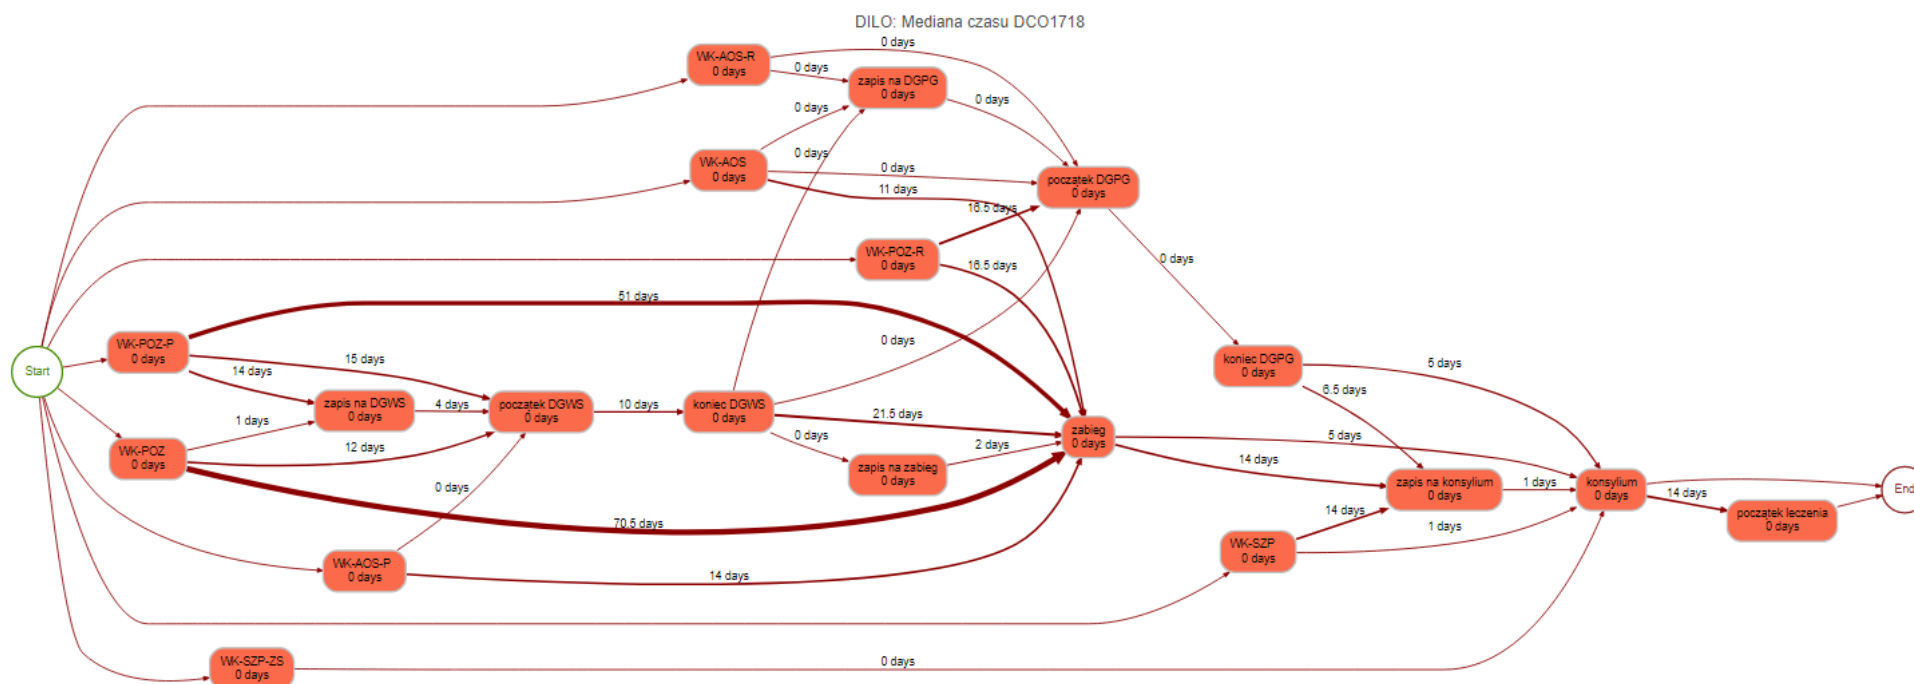 DILO: Mediana czasu DCO1718
0 days
WK-AOS-R
0 days
0 days
zapis na DGPG
0 days
0 days
0 days
0 days
WK-AOS
0 days
0 days
początek DGPG
0 days
11 days
16.5 days
WK-POZ-R
0 days
16.5 days
0 days
51 days
WK-POZ-P
0 days
15 days
14 days
0 days
koniec DGPG
0 days
5 days
6.5 days
Start
zapis na DGWS
0 days
4 days
początek DGWS
0 days
10 days
koniec DGWS
0 days
21.5 days
1 days
12 days
WK-POZ
0 days
0 days
2 days
zabieg
0 days
5 days
14 days
zapis na zabieg
0 days
0 days
zapis na konsylium
0 days
1 days
konsylium
0 days
14 days
End
początek leczenia
0 days
70.5 days
14 days
1 days
WK-SZP
0 days
WK-AOS-P
0 days
14 days
WK-SZP-ZS
0 days
0 days